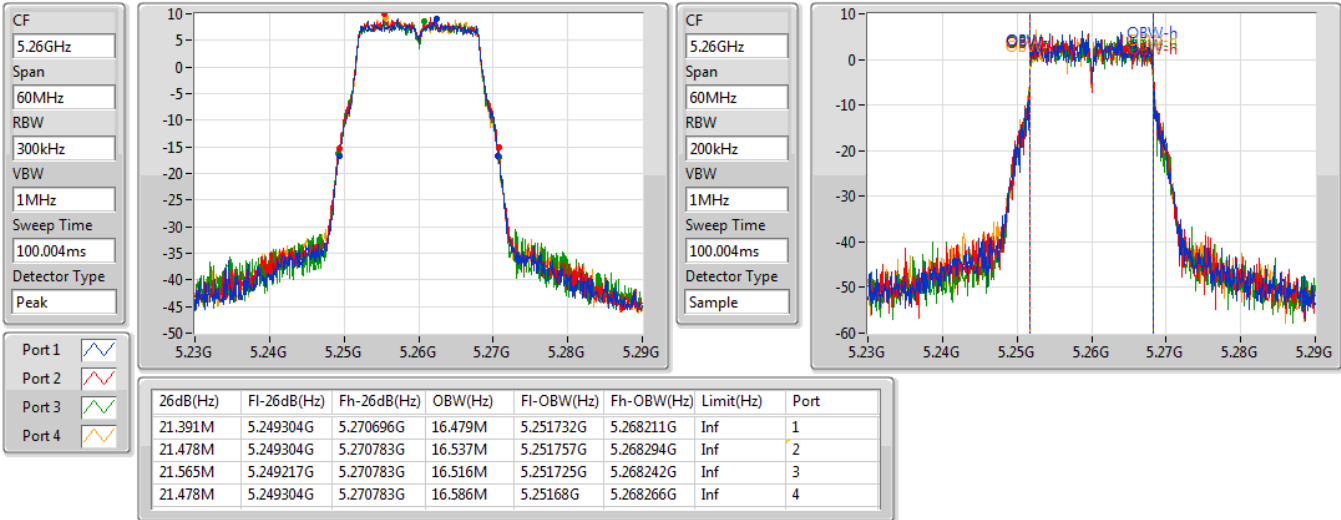 CF
5.26GHz
Span
60MHz
RBW
300kHz
VBW
1MHz
Sweep Time
100.004ms
Detector Type
Peak
10
5
0
-5
-10
-15
-20
-25
-30
-35
-40
-45
-50
5.23G 5.24G 5.25G 5.26G 5.27G 5.28G 5.29G
CF
5.26GHz
Span
60MHz
RBW
200kHz
VBW
1MHz
Sweep Time
100.004ms
Detector Type
Sample
10
0
-10
-20
-30
-40
-50
-60
OBW-h
5.23G 5.24G 5.25G 5.26G 5.27G 5.28G 5.29G
Port 1
Port 2
Port 3
Port 4
26dB(Hz) Fl-26dB(Hz) Fh-26dB(Hz) OBW(Hz) Fl-OBW(Hz) Fh-OBW(Hz) Limit(Hz) Port
21.391M 5.249304G 5.270696G 16.479M 5.251732G 5.268211G Inf 1
21.478M 5.249304G 5.270783G 16.537M 5.251757G 5.268294G Inf 2
21.565M 5.249217G 5.270783G 16.516M 5.251725G 5.268242G Inf 3
21.478M 5.249304G 5.270783G 16.586M 5.25168G 5.268266G Inf 4